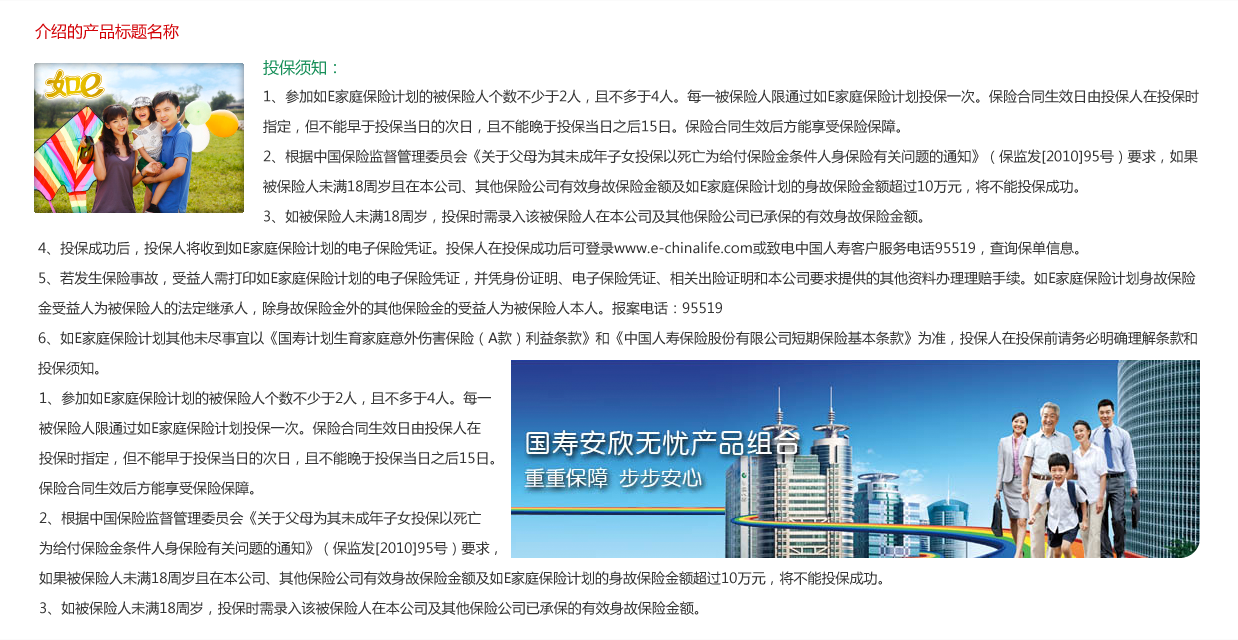 介绍的产品标题名称
如e
投保须知：
1、参加如E家庭保险计划的被保险人个数不少于2人，且不多于4人。每一被保险人限通过如E家庭保险计划投保一次。保险合同生效日由投保人在投保时
指定，但不能早于投保当日的次日，且不能晚于投保当日之后15日。保险合同生效后方能享受保险保障。
2、根据中国保险监督管理委员会《关于父母为其未成年子女投保以死亡为给付保险金条件人身保险有关问题的通知》（保监发[2010]95号）要求，如果
被保险人未满18周岁且在本公司、其他保险公司有效身故保险金额及如E家庭保险计划的身故保险金额超过10万元，将不能投保成功。
3、如被保险人未满18周岁，投保时需录入该被保险人在本公司及其他保险公司已承保的有效身故保险金额。
4、投保成功后，投保人将收到如E家庭保险计划的电子保险凭证。投保人在投保成功后可登录www.e-chinalife.com或致电中国人寿客户服务电话95519，查询保单信息。
5、若发生保险事故，受益人需打印如E家庭保险计划的电子保险凭证，并凭身份证明、电子保险凭证、相关出险证明和本公司要求提供的其他资料办理理赔手续。如E家庭保险计划身故保险
金受益人为被保险人的法定继承人，除身故保险金外的其他保险金的受益人为被保险人本人。报案电话：95519
6、如E家庭保险计划其他未尽事宜以《国寿计划生育家庭意外伤害保险（A款）利益条款》和《中国人寿保险股份有限公司短期保险基本条款》为准，投保人在投保前请务必明确理解条款和
投保须知。
1、参加如E家庭保险计划的被保险人个数不少于2人，且不多于4人。每一
被保险人限通过如E家庭保险计划投保一次。保险合同生效日由投保人在
投保时指定，但不能早于投保当日的次日，且不能晚于投保当日之后15日。
保险合同生效后方能享受保险保障。
国寿安欣无忧产品组合
重重保障 步步安心
2、根据中国保险监督管理委员会《关于父母为其未成年子女投保以死亡
为给付保险金条件人身保险有关问题的通知》（保监发[2010]95号）要求，
如果被保险人未满18周岁且在本公司、其他保险公司有效身故保险金额及如E家庭保险计划的身故保险金额超过10万元，将不能投保成功。
3、如被保险人未满18周岁，投保时需录入该被保险人在本公司及其他保险公司已承保的有效身故保险金额。